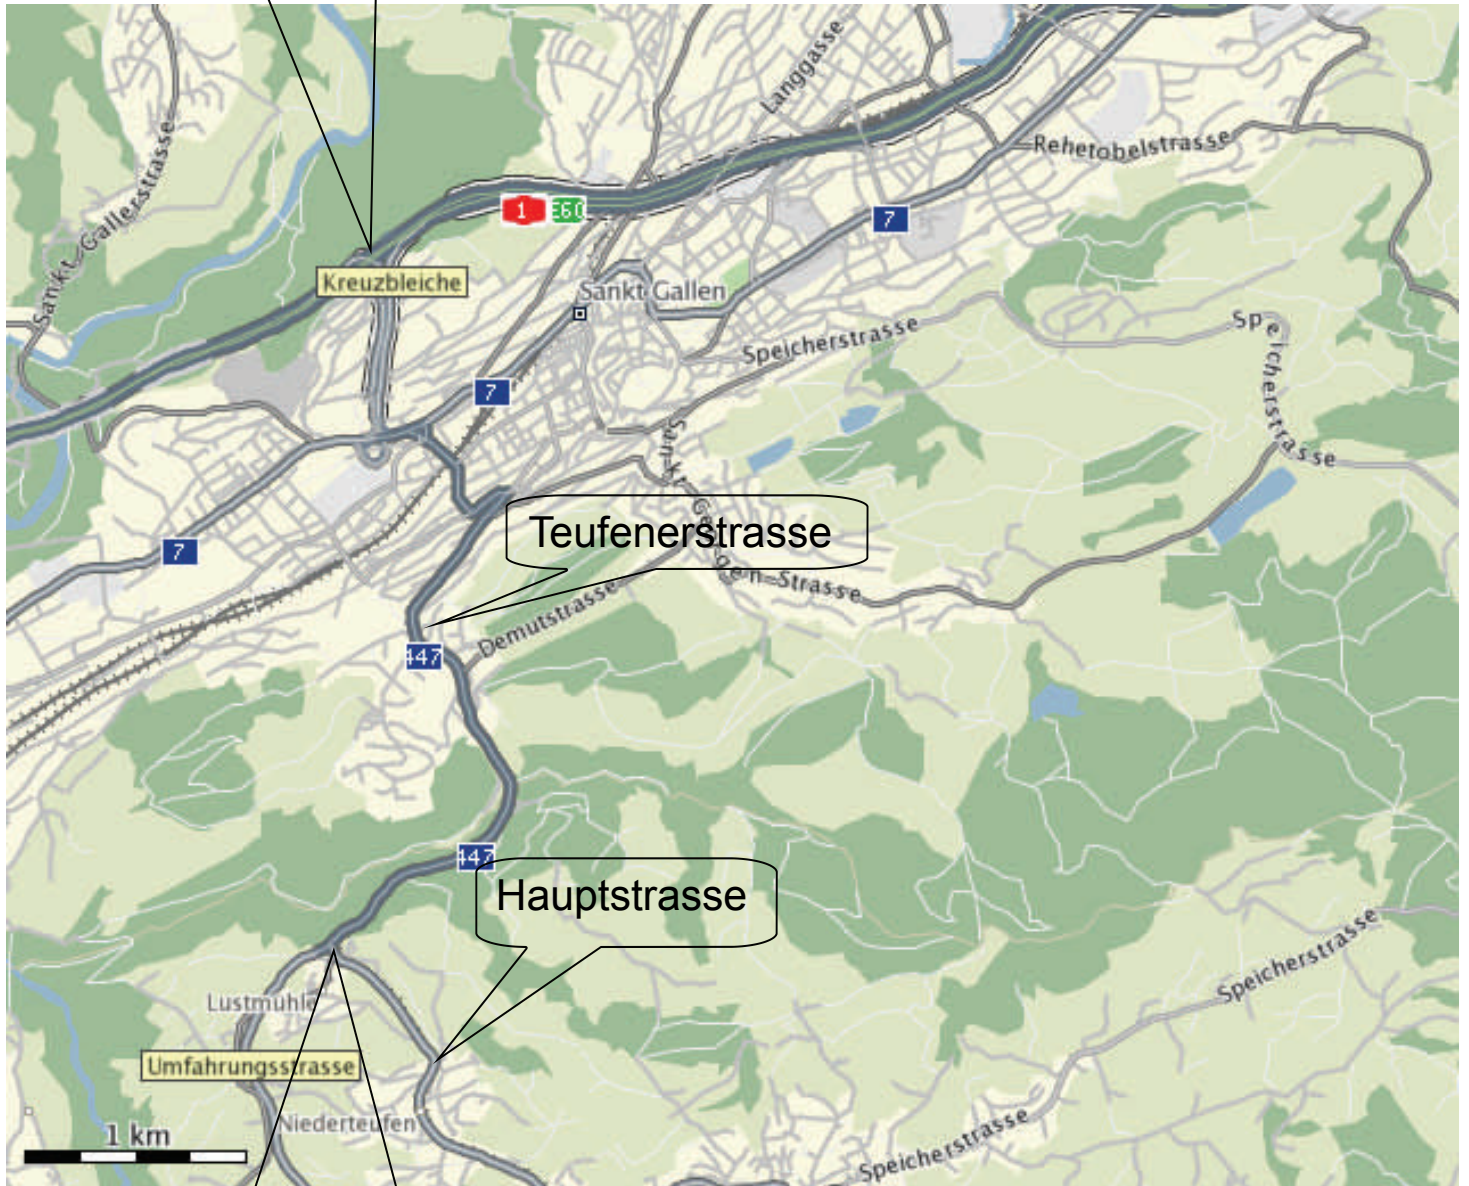 Langgasse
Rehetobelstrasse
Sankt Gallerstrasse
1
E60
7
Kreuzbleiche
Sankt Gallen
Speicherstrasse
Speicherstrasse
7
Sankt Georgen-Strasse
Teufenerstrasse
7
Demutstrasse
447
447
Hauptstrasse
Speicherstrasse
Lustmühle
Umfahrungsstrasse
Niederteufen
1 km
Speicherstrasse